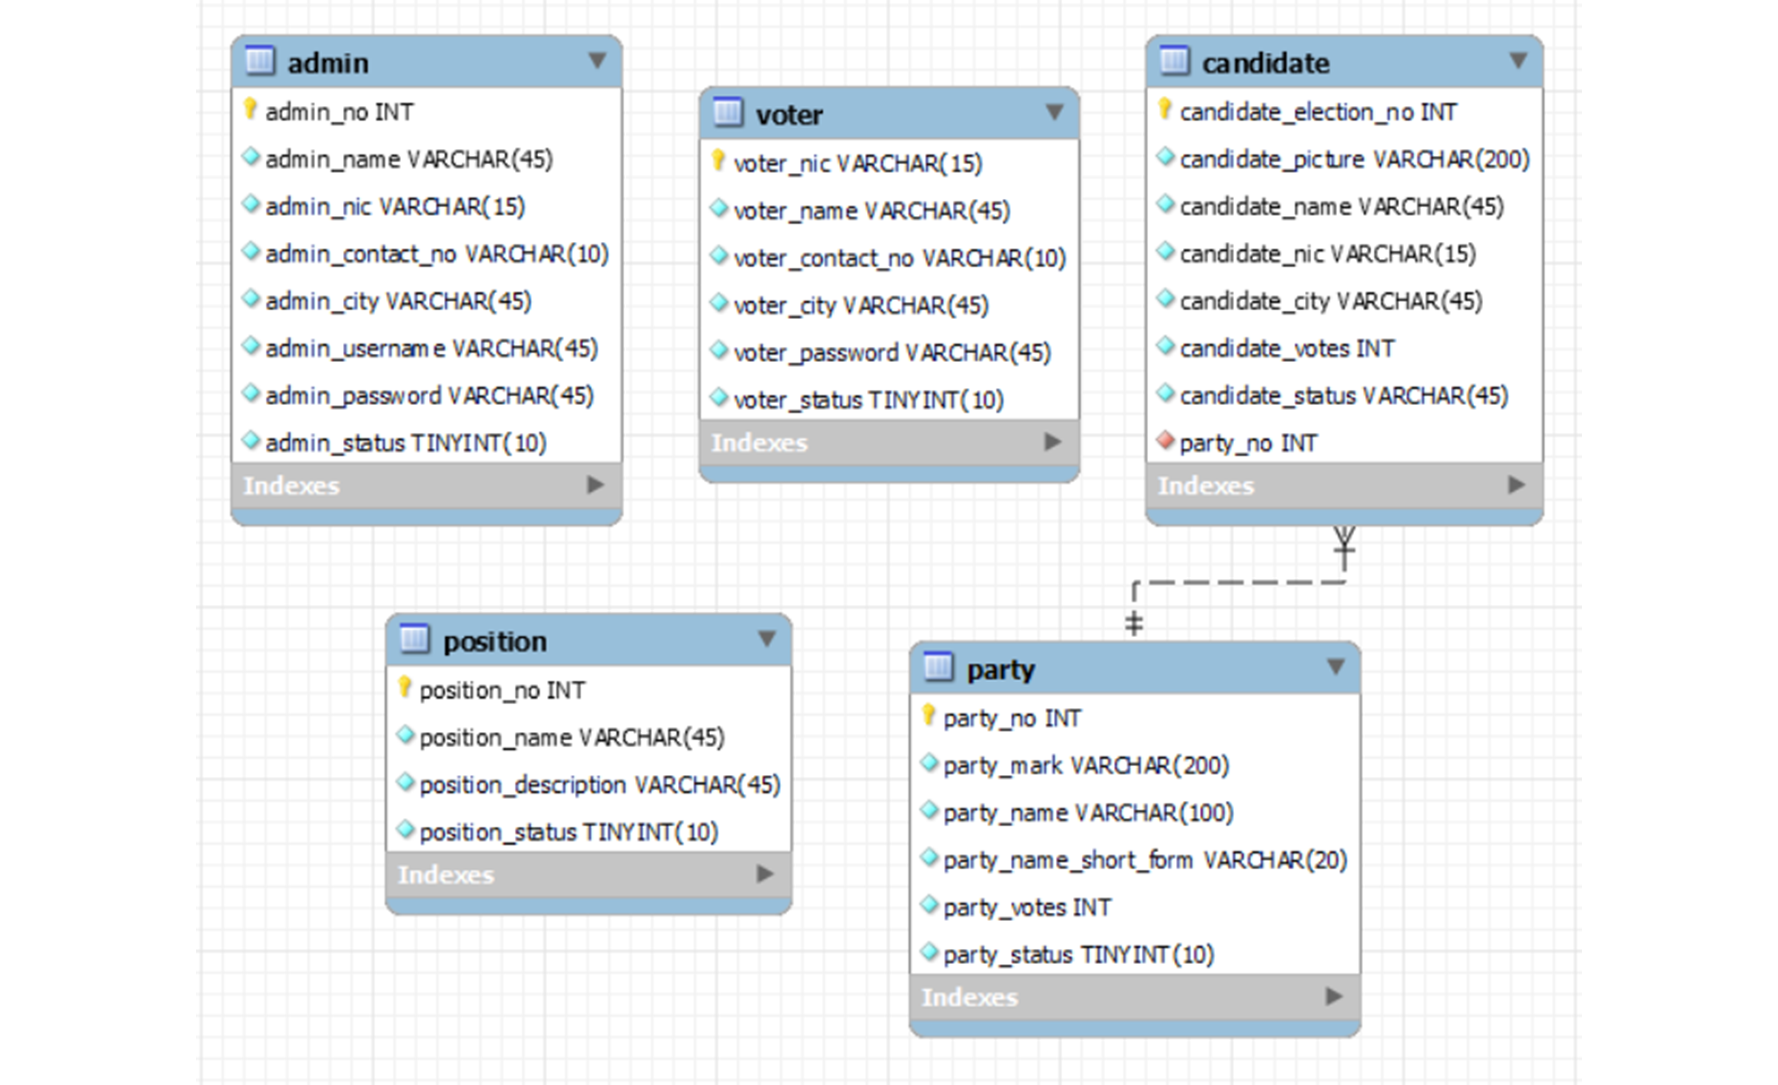 admin
admin_no INT
admin_name VARCHAR(45)
admin_nic VARCHAR(15)
admin_contact_no VARCHAR(10)
admin_city VARCHAR(45)
admin_username VARCHAR(45)
admin_password VARCHAR(45)
admin_status TINYINT(10)
Indexes
voter
voter_nic VARCHAR(15)
voter_name VARCHAR(45)
voter_contact_no VARCHAR(10)
voter_city VARCHAR(45)
voter_password VARCHAR(45)
voter_status TINYINT(10)
Indexes
candidate
candidate_election_no INT
candidate_picture VARCHAR(200)
candidate_name VARCHAR(45)
candidate_nic VARCHAR(15)
candidate_city VARCHAR(45)
candidate_votes INT
candidate_status VARCHAR(45)
party_no INT
Indexes
position
position_no INT
position_name VARCHAR(45)
position_description VARCHAR(45)
position_status TINYINT(10)
Indexes
party
party_no INT
party_mark VARCHAR(200)
party_name VARCHAR(100)
party_name_short_form VARCHAR(20)
party_votes INT
party_status TINYINT(10)
Indexes